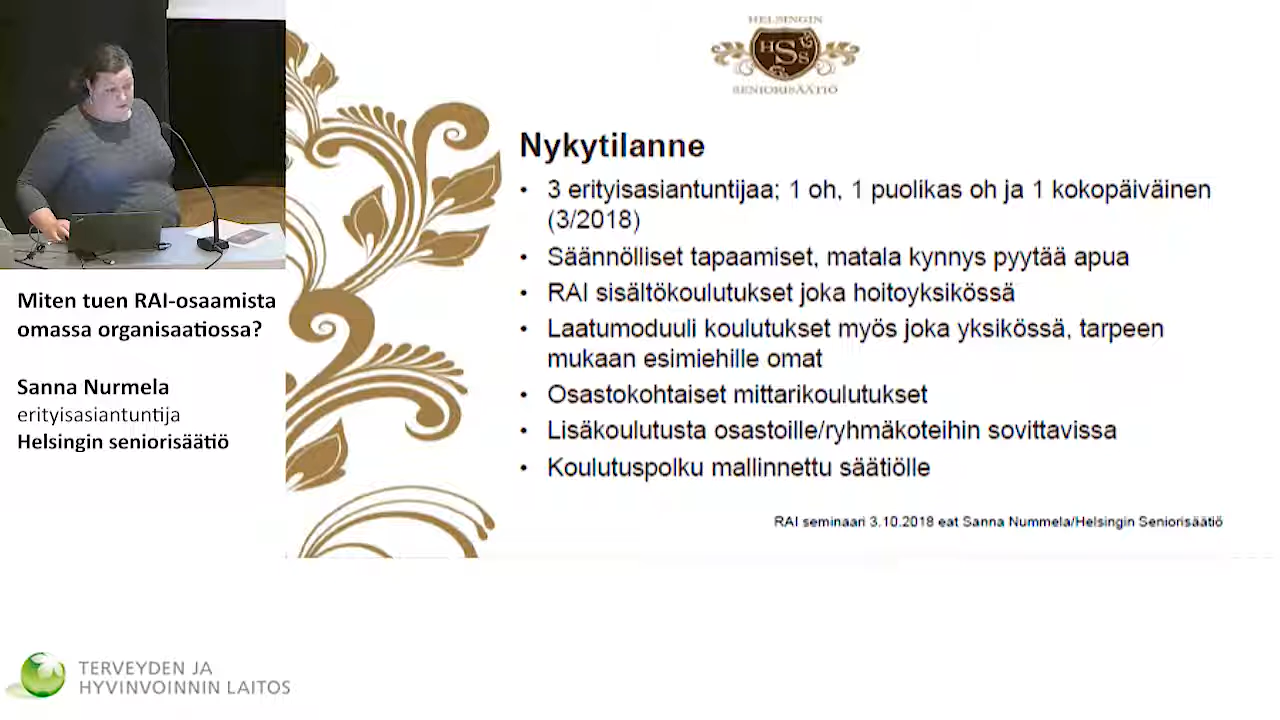 HELSINGIN
HSS
SENIORISÄÄTIÖ
Nykytilanne
• 3 erityisasiantuntijaa; 1 oh, 1 puolikas oh ja 1 kokopäiväinen
(3/2018)
• Säännölliset tapaamiset, matala kynnys pyytää apua
• RAI sisältökoulutukset joka hoitoyksikössä
• Laatumoduuli koulutukset myös joka yksikössä, tarpeen
mukaan esimiehille omat
• Osastokohtaiset mittarikoulutukset
• Lisäkoulutusta osastoille/ryhmäkoteihin sovittavissa
• Koulutuspolku mallinnettu säätiölle
RAI seminaari 3.10.2018 eat Sanna Nummela/Helsingin Seniorisäätiö
Miten tuen RAI-osaamista
omassa organisaatiossa?
Sanna Nurmela
erityisasiantuntija
Helsingin seniorisäätiö
TERVEYDEN JA
HYVINVOINNIN LAITOS